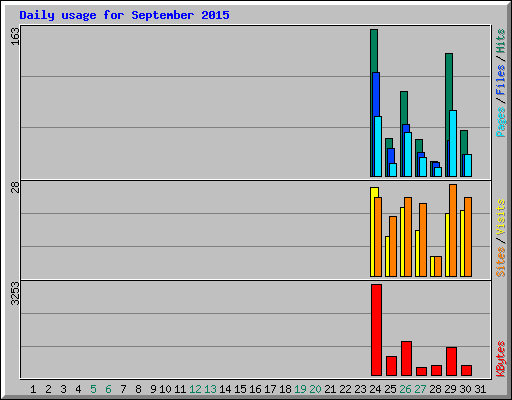 Daily usage for September 2015
163
28
3253
Pages / Files / Hits
Sites / Visits
KBytes
1 2 3 4 5 6 7 8 9 10 11 12 13 14 15 16 17 18 19 20 21 22 23 24 25 26 27 28 29 30 31